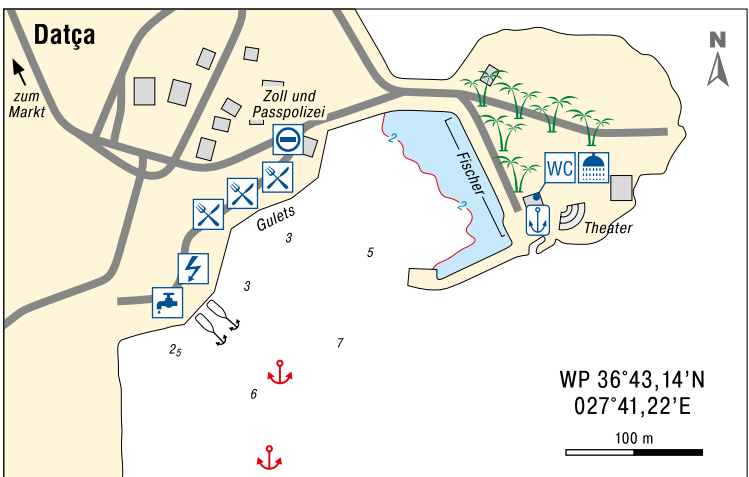 Datça
N
zum
Markt
Zoll und
Passpolizei
2
Fischer
WC
2
Gulets
Theater
3
5
3
7
2₅
6
WP 36°43,14'N
027°41,22'E
100 m